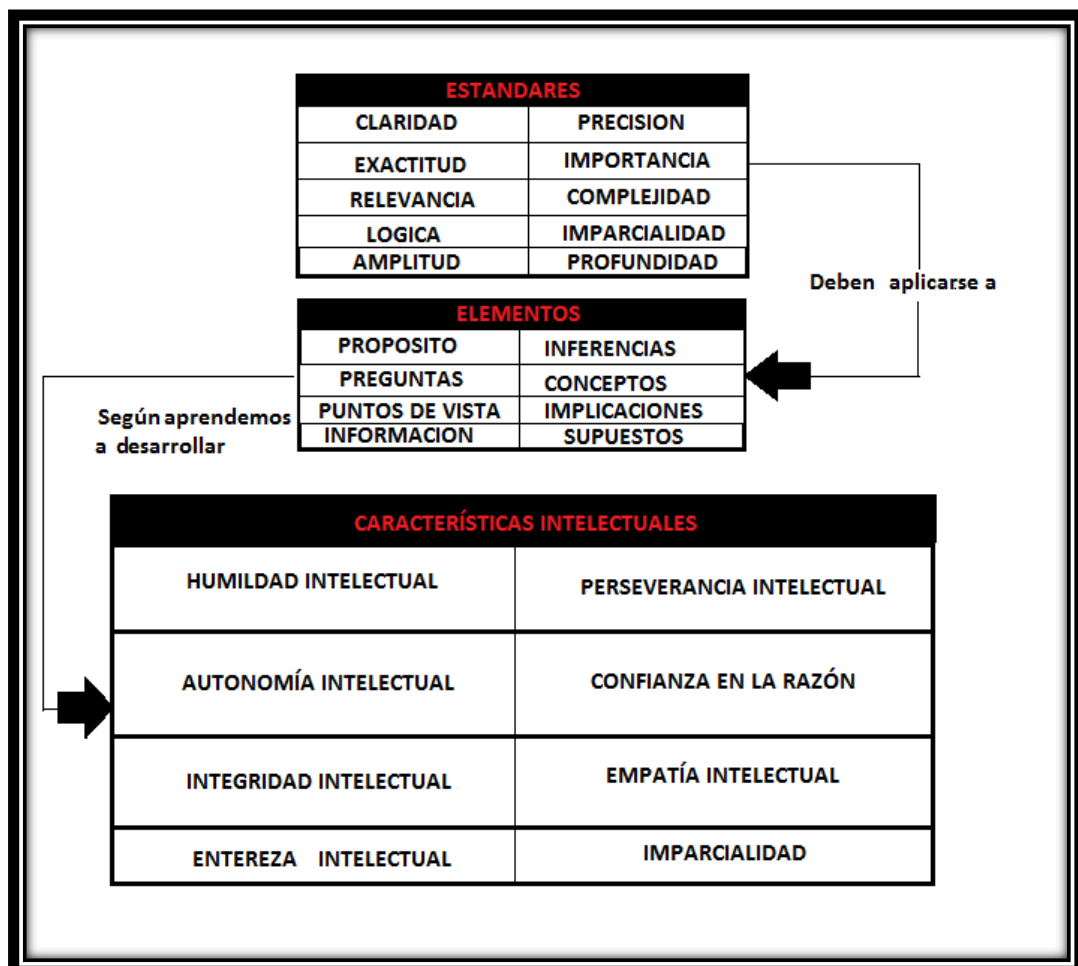 ESTANDARES
CLARIDAD PRECISION
EXACTITUD IMPORTANCIA
RELEVANCIA COMPLEJIDAD
LOGICA IMPARCIALIDAD
AMPLITUD PROFUNDIDAD
Deben aplicarse a
ELEMENTOS
PROPOSITO INFERENCIAS
PREGUNTAS CONCEPTOS
PUNTOS DE VISTA IMPLICACIONES
INFORMACION SUPUESTOS
Según aprendemos
a desarrollar
CARACTERÍSTICAS INTELECTUALES
HUMILDAD INTELECTUAL PERSEVERANCIA INTELECTUAL
AUTONOMÍA INTELECTUAL CONFIANZA EN LA RAZÓN
INTEGRIDAD INTELECTUAL EMPATÍA INTELECTUAL
ENTEREZA INTELECTUAL IMPARCIALIDAD